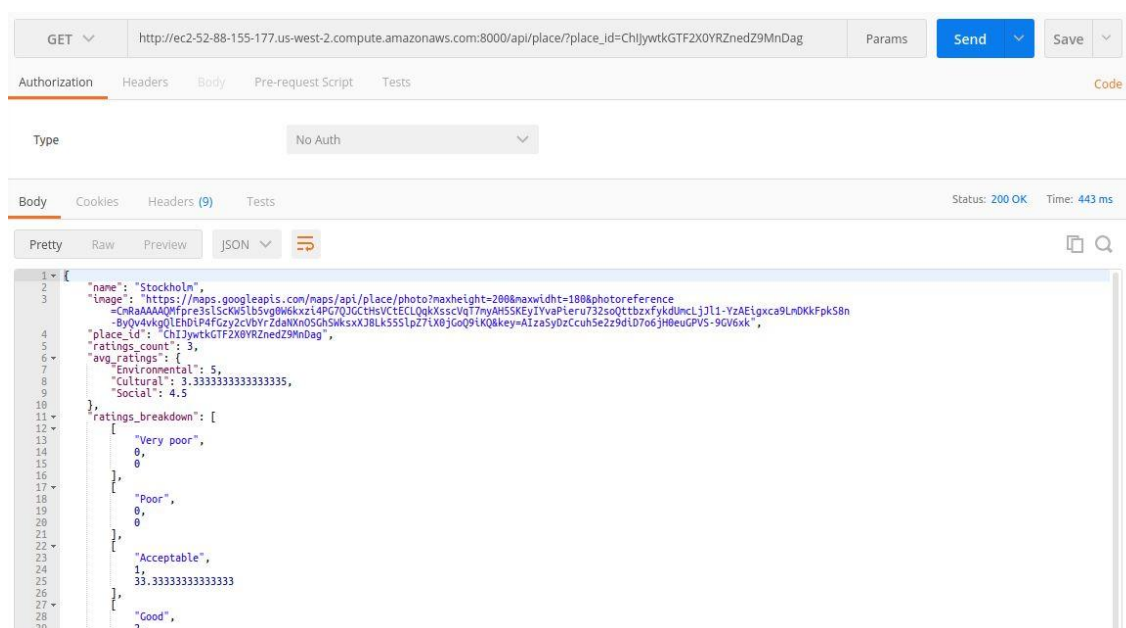 GET http://ec2-52-88-155-177.us-west-2.compute.amazonaws.com:8000/api/place/?place_id=ChIJywtkGTF2X0YRZnedZ9MnDag Params Send Save
Authorization Headers Body Pre-request Script Tests Code
Type No Auth
Body Cookies Headers (9) Tests Status: 200 OK Time: 443 ms
Pretty Raw Preview JSON
1 {
2 "name": "Stockholm",
3 "image": "https://maps.googleapis.com/maps/api/place/photo?maxheight=200&maxwidht=180&photoreference
4 "place_id": "ChIJywtkGTF2X0YRZnedZ9MnDag",
5 "ratings_count": 3,
6 "avg_ratings": {
7 "Environmental": 5,
8 "Cultural": 3.3333333333333335,
9 "Social": 4.5
10 },
11 "ratings_breakdown": [
12 [
13 "Very poor",
14 0,
15 0
16 ],
17 [
18 "Poor",
19 0,
20 0
21 ],
22 [
23 "Acceptable",
24 1,
25 33.33333333333333
26 ],
27 [
28 "Good",